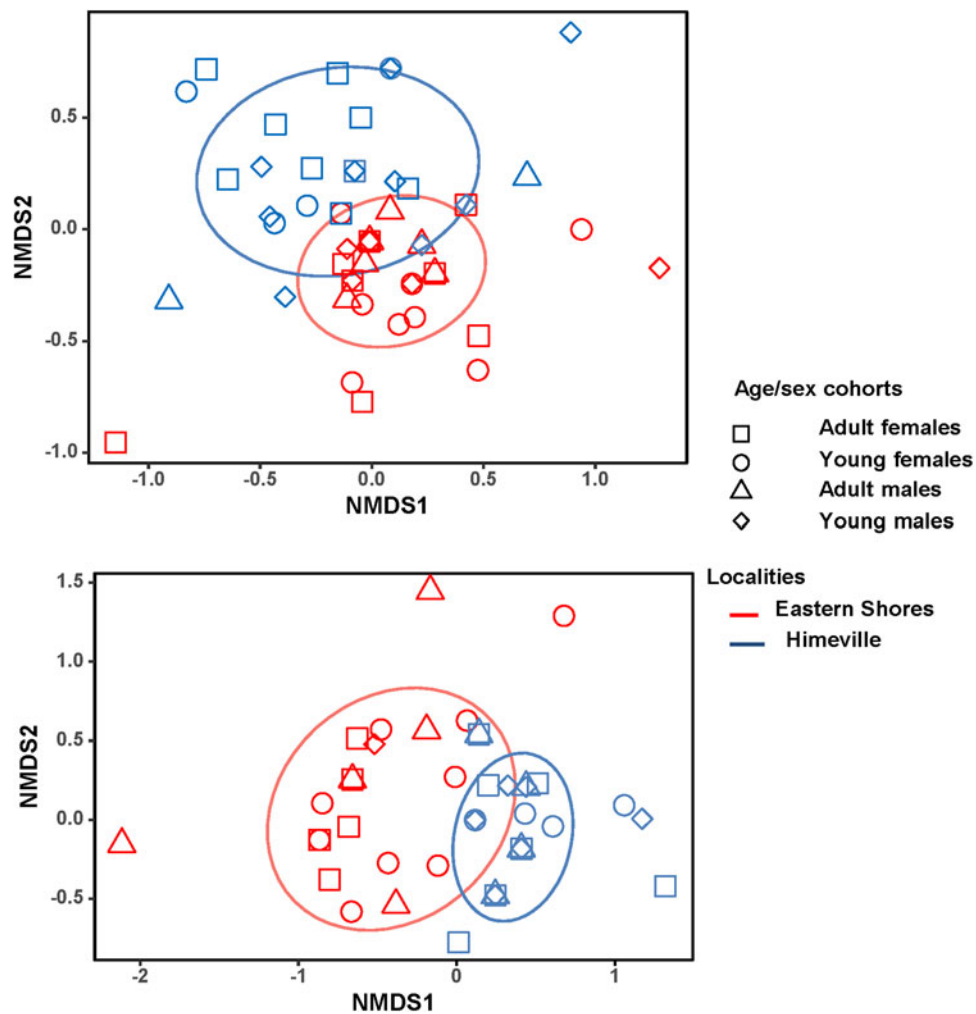 0.5
0.0
-0.5
-1.0
NMDS2
-1.0
-0.5
0.0
0.5
1.0
NMDS1
Age/sex cohorts
Adult females
Young females
Adult males
Young males
Localities
Eastern Shores
Himeville
1.5
1.0
0.5
0.0
-0.5
NMDS2
-2
-1
0
1
NMDS1